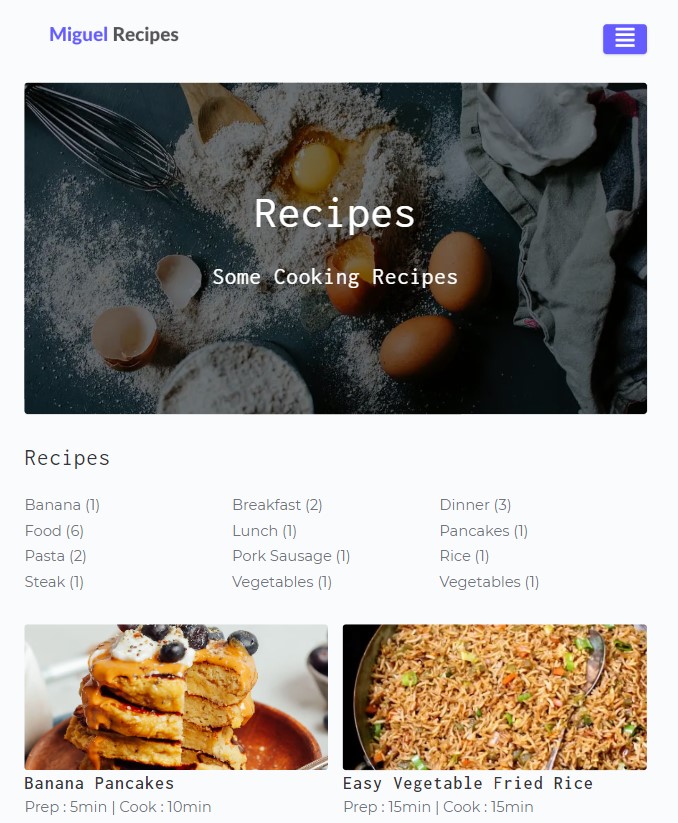 Miguel Recipes
Recipes
Some Cooking Recipes
Recipes
Banana (1) Breakfast (2) Dinner (3)
Food (6) Lunch (1) Pancakes (1)
Pasta (2) Pork Sausage (1) Rice (1)
Steak (1) Vegetables (1) Vegetables (1)
Banana Pancakes Easy Vegetable Fried Rice
Prep : 5min | Cook : 10min Prep : 15min | Cook : 15min